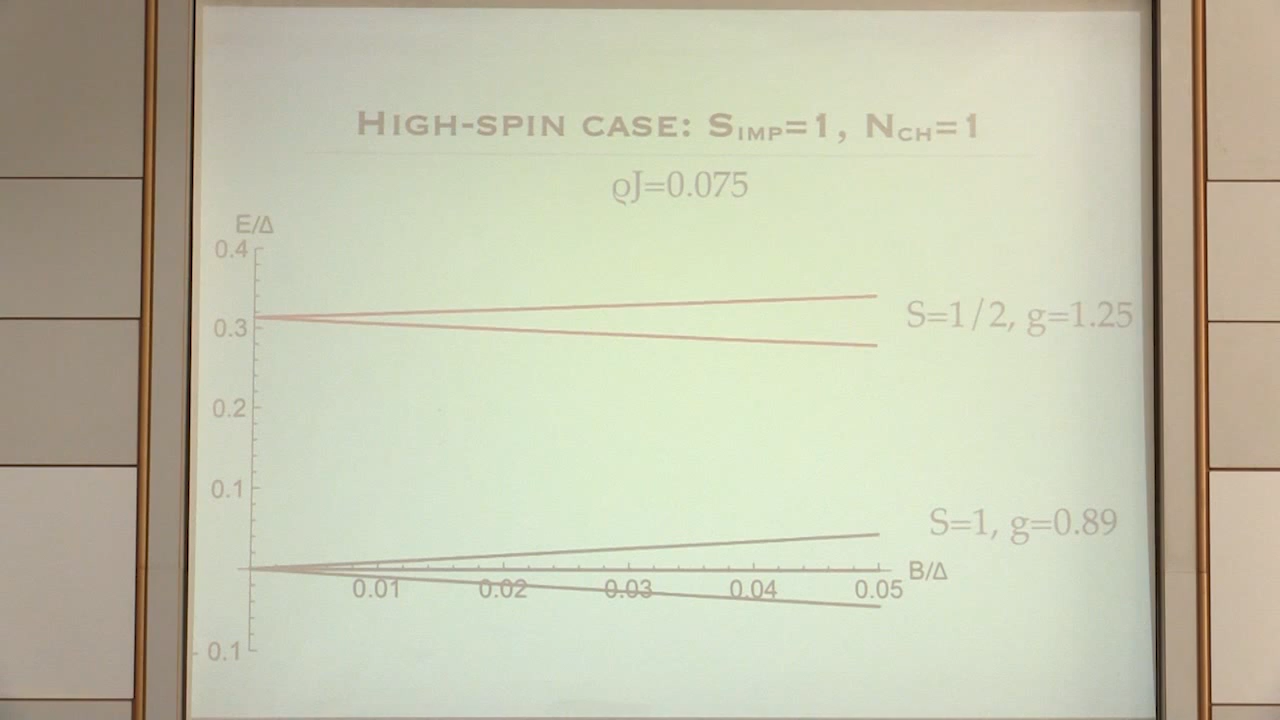 HIGH-SPIN CASE: SIMP=1, NCH=1
ϱJ=0.075
E/Δ
0.4
0.3
S=1/2, g=1.25
0.2
0.1
S=1, g=0.89
B/Δ
0.01 0.02 0.03 0.04 0.05
- 0.1